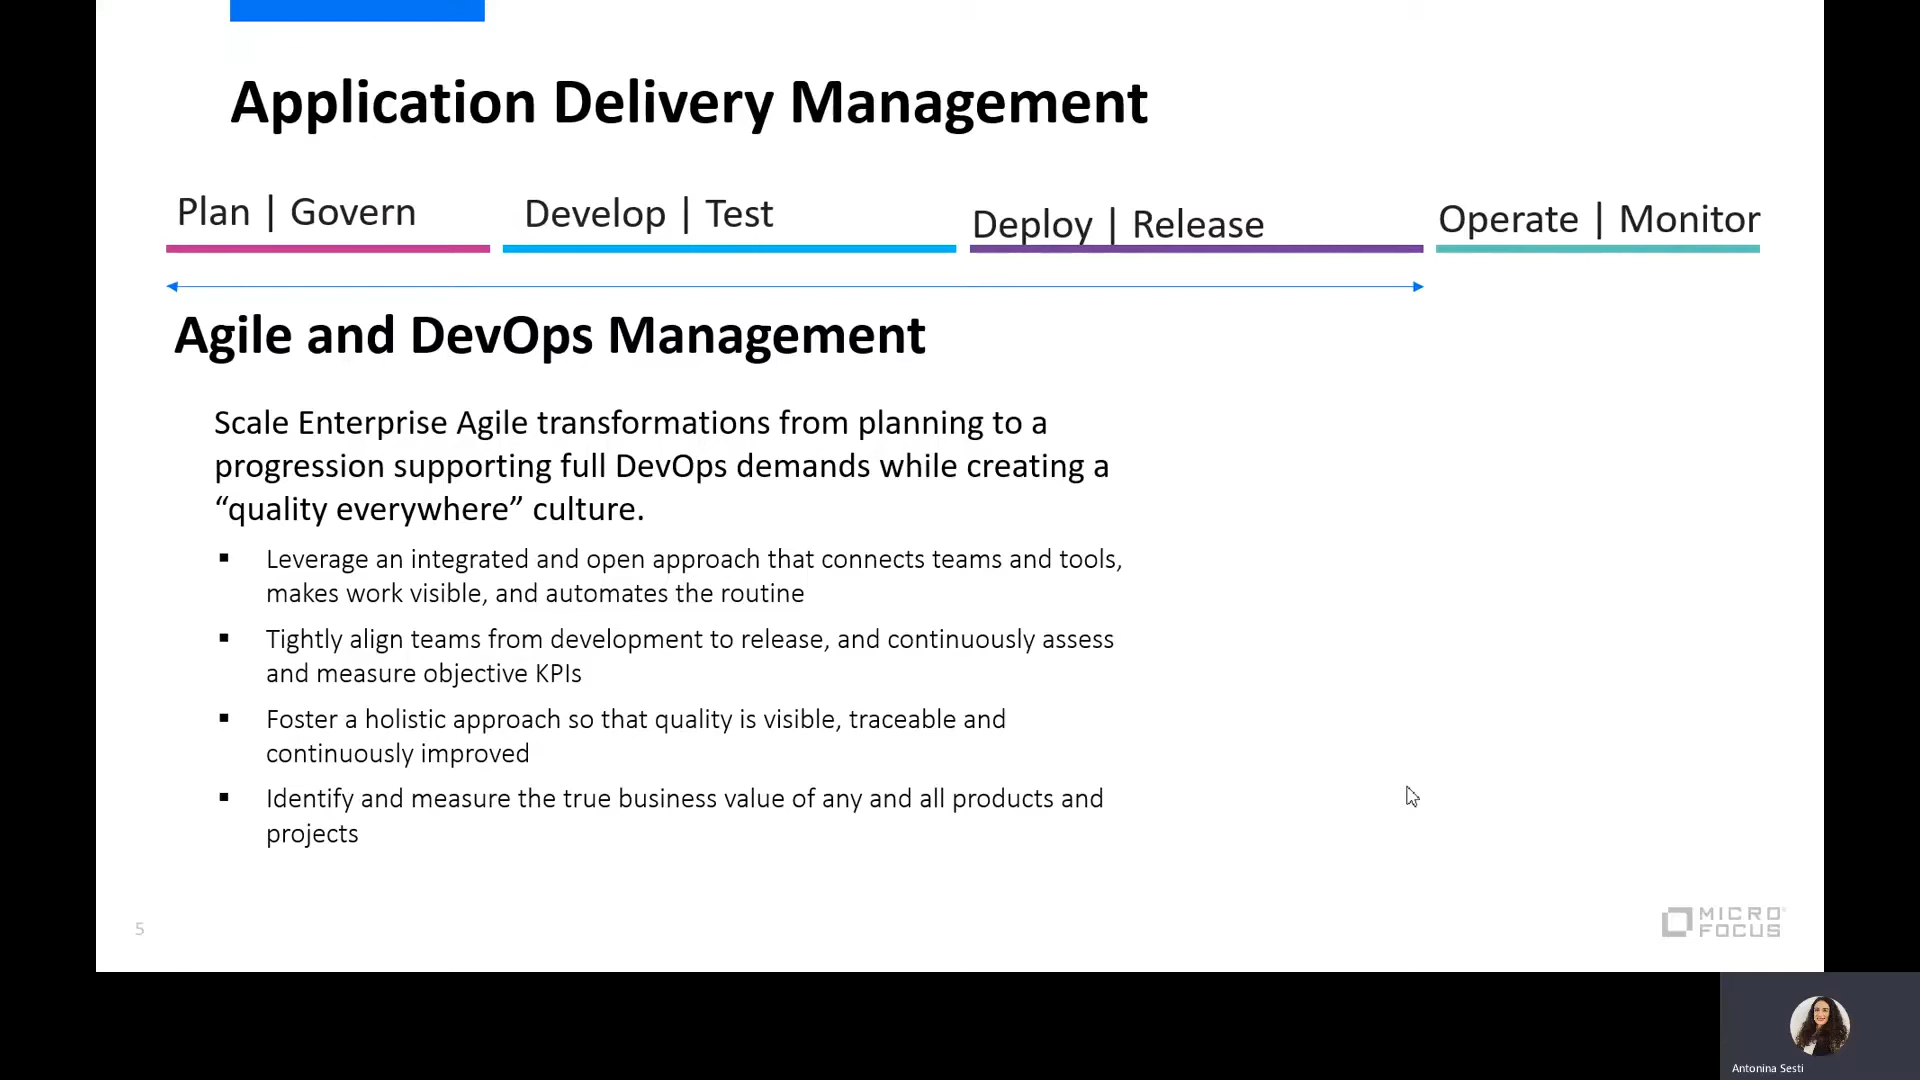 Application Delivery Management
Plan | Govern
Develop | Test
Deploy | Release
Operate | Monitor
Agile and DevOps Management
Scale Enterprise Agile transformations from planning to a
progression supporting full DevOps demands while creating a
“quality everywhere” culture.
▪ Leverage an integrated and open approach that connects teams and tools,
makes work visible, and automates the routine
▪ Tightly align teams from development to release, and continuously assess
and measure objective KPIs
▪ Foster a holistic approach so that quality is visible, traceable and
continuously improved
▪ Identify and measure the true business value of any and all products and
projects
5
MICRO
FOCUS
Antonina Sesti